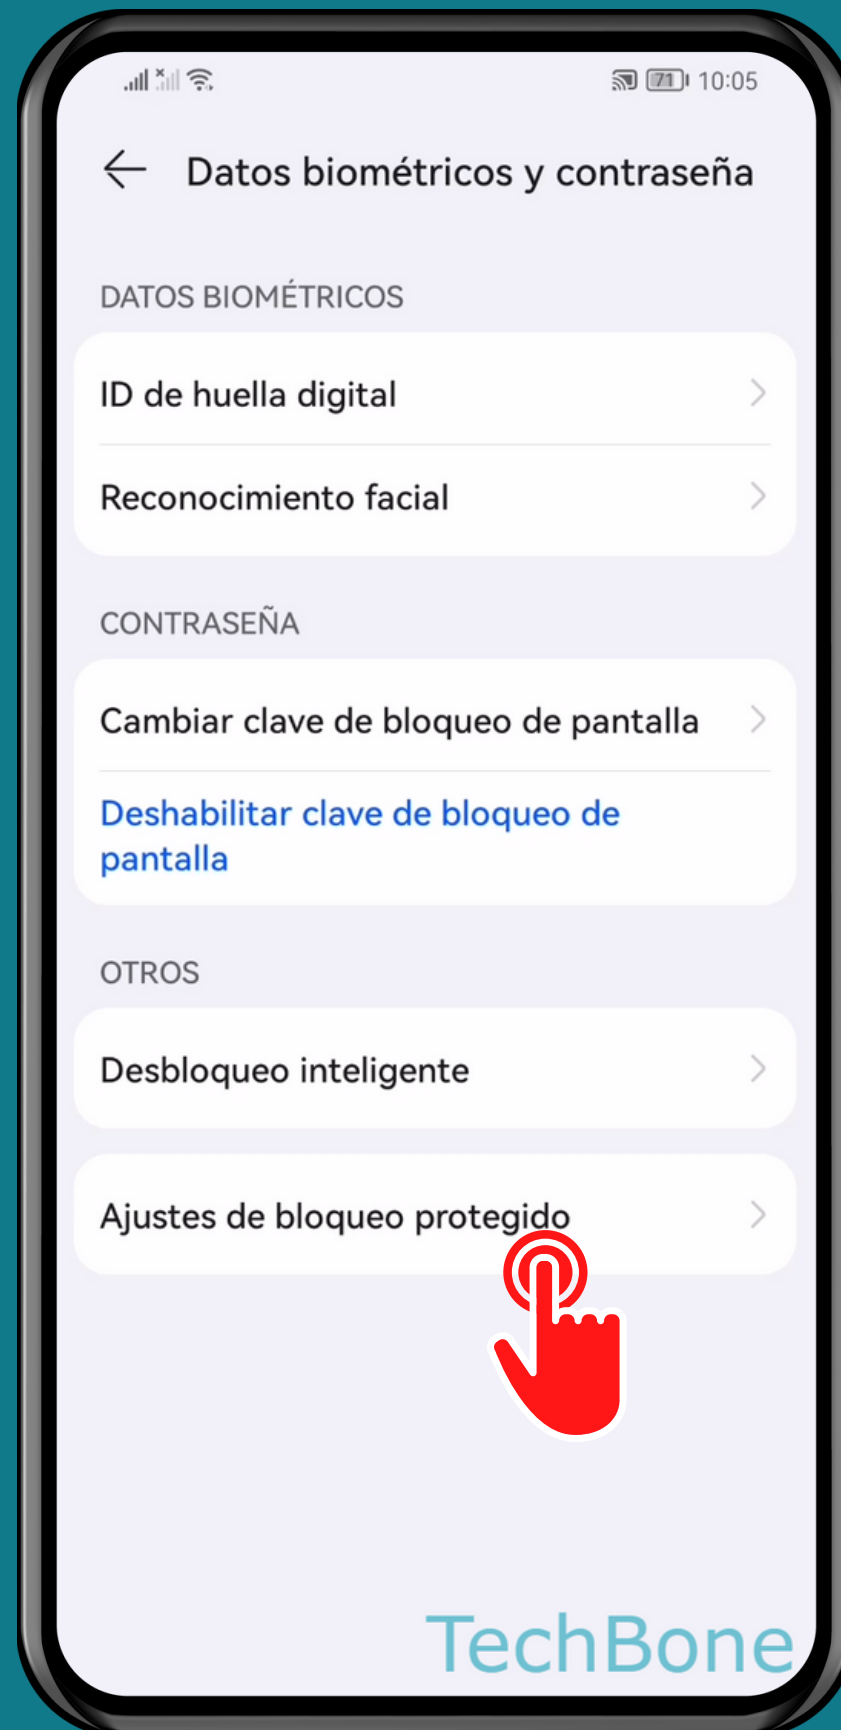 71 10:05
Datos biométricos y contraseña
DATOS BIOMÉTRICOS
ID de huella digital
Reconocimiento facial
CONTRASEÑA
Cambiar clave de bloqueo de pantalla
Deshabilitar clave de bloqueo de
pantalla
OTROS
Desbloqueo inteligente
Ajustes de bloqueo protegido
TechBone